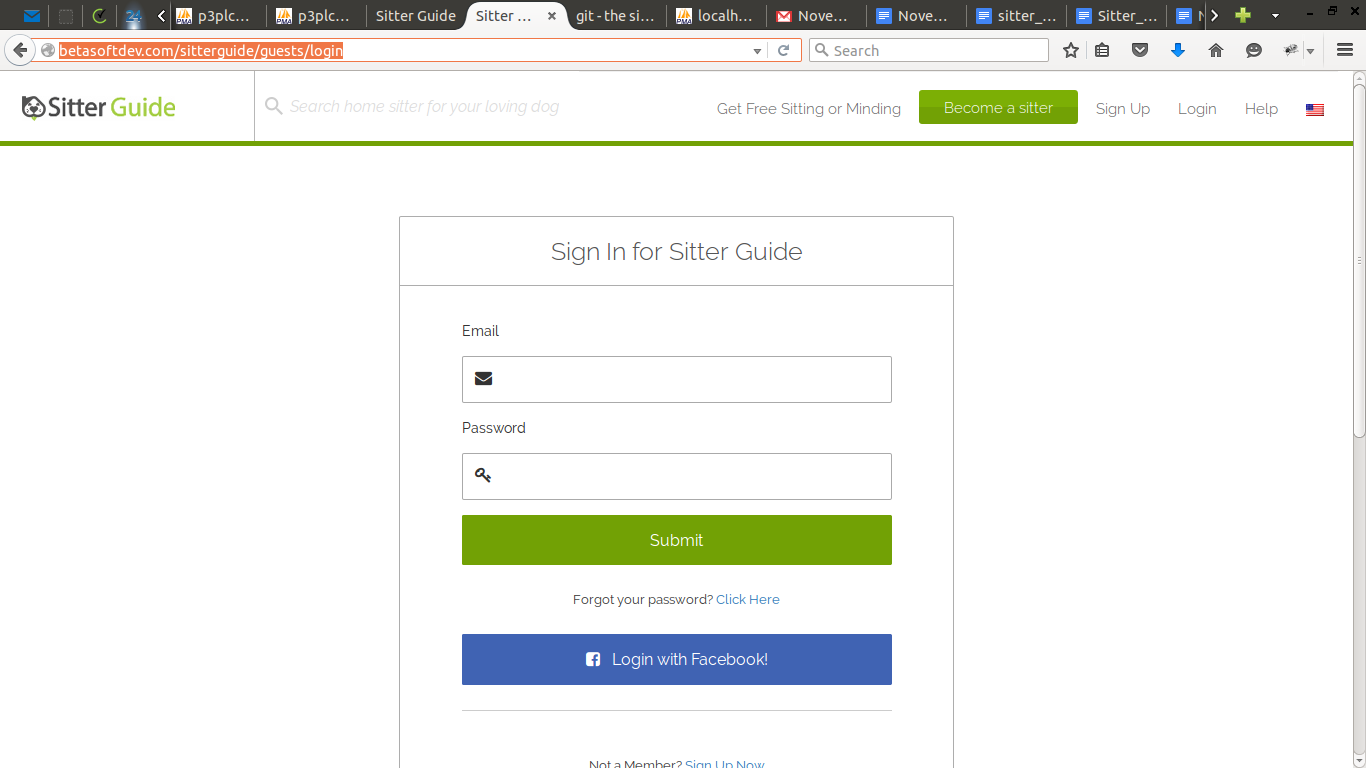 24
p3plc...
p3plc...
Sitter Guide
Sitter ...
git - the si...
localh...
Nove...
Nove...
sitter_...
Sitter_...
N
betasoftdev.com/sitterguide/guests/login
Search
Sitter Guide
Search home sitter for your loving dog
Get Free Sitting or Minding
Become a sitter
Sign Up
Login
Help
Sign In for Sitter Guide
Email
Password
Submit
Forgot your password? Click Here
Login with Facebook!
Not a Member? Sign Up Now